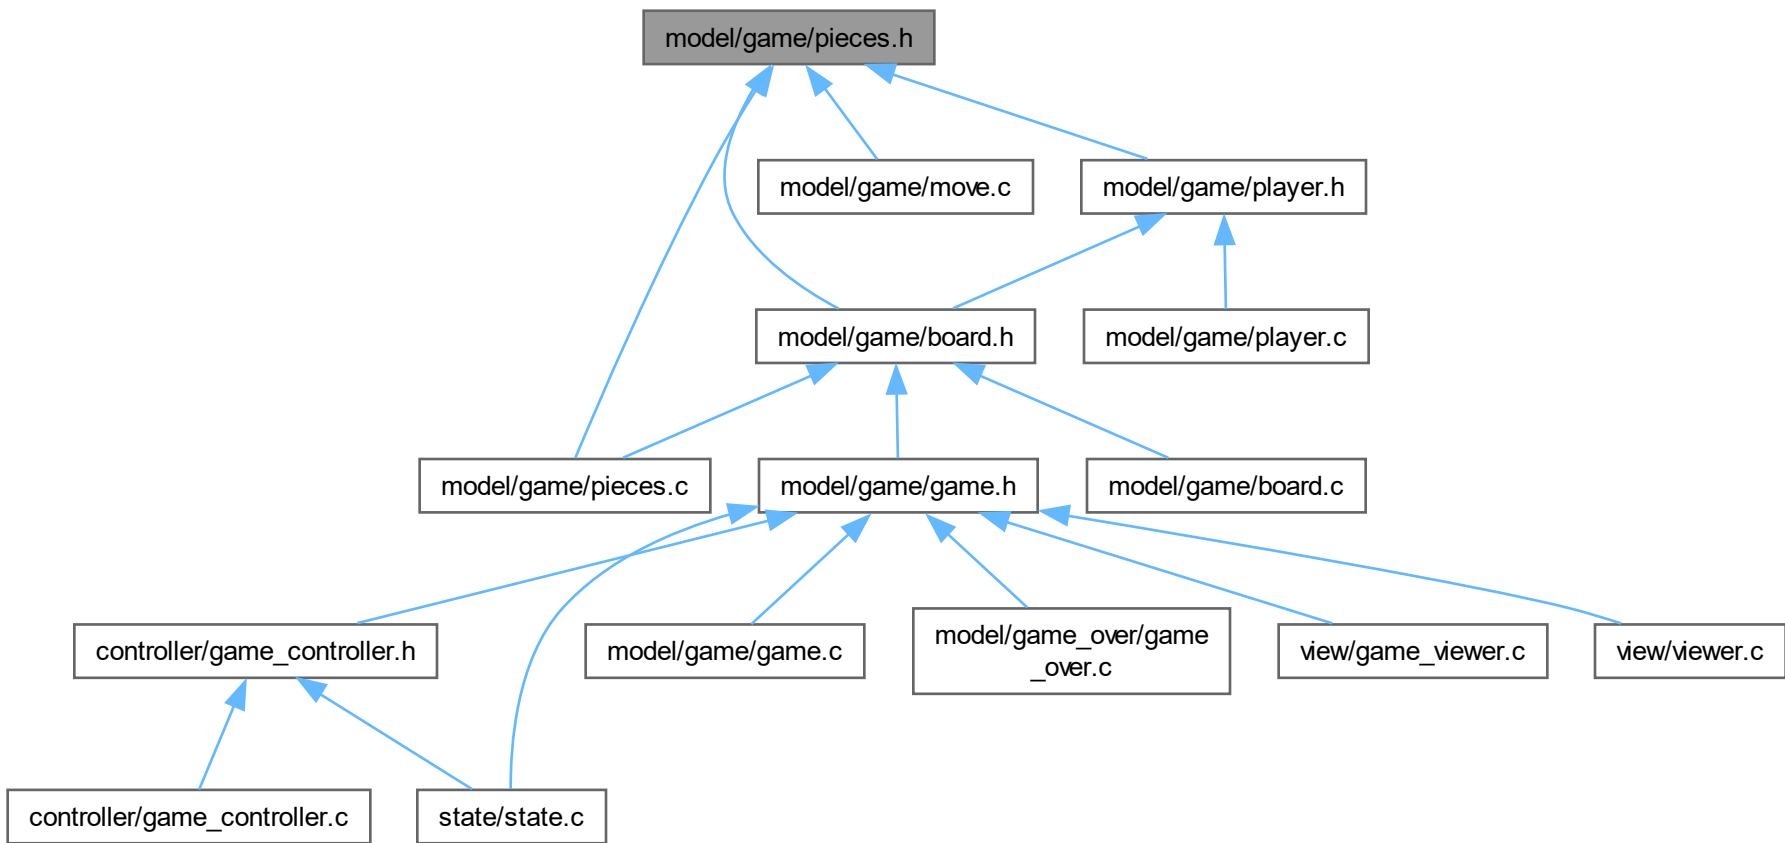 model/game/pieces.h
model/game/move.c
model/game/player.h
model/game/board.h
model/game/player.c
model/game/pieces.c
model/game/game.h
model/game/board.c
controller/game_controller.h
model/game/game.c
model/game_over/game
_over.c
view/game_viewer.c
view/viewer.c
controller/game_controller.c
state/state.c